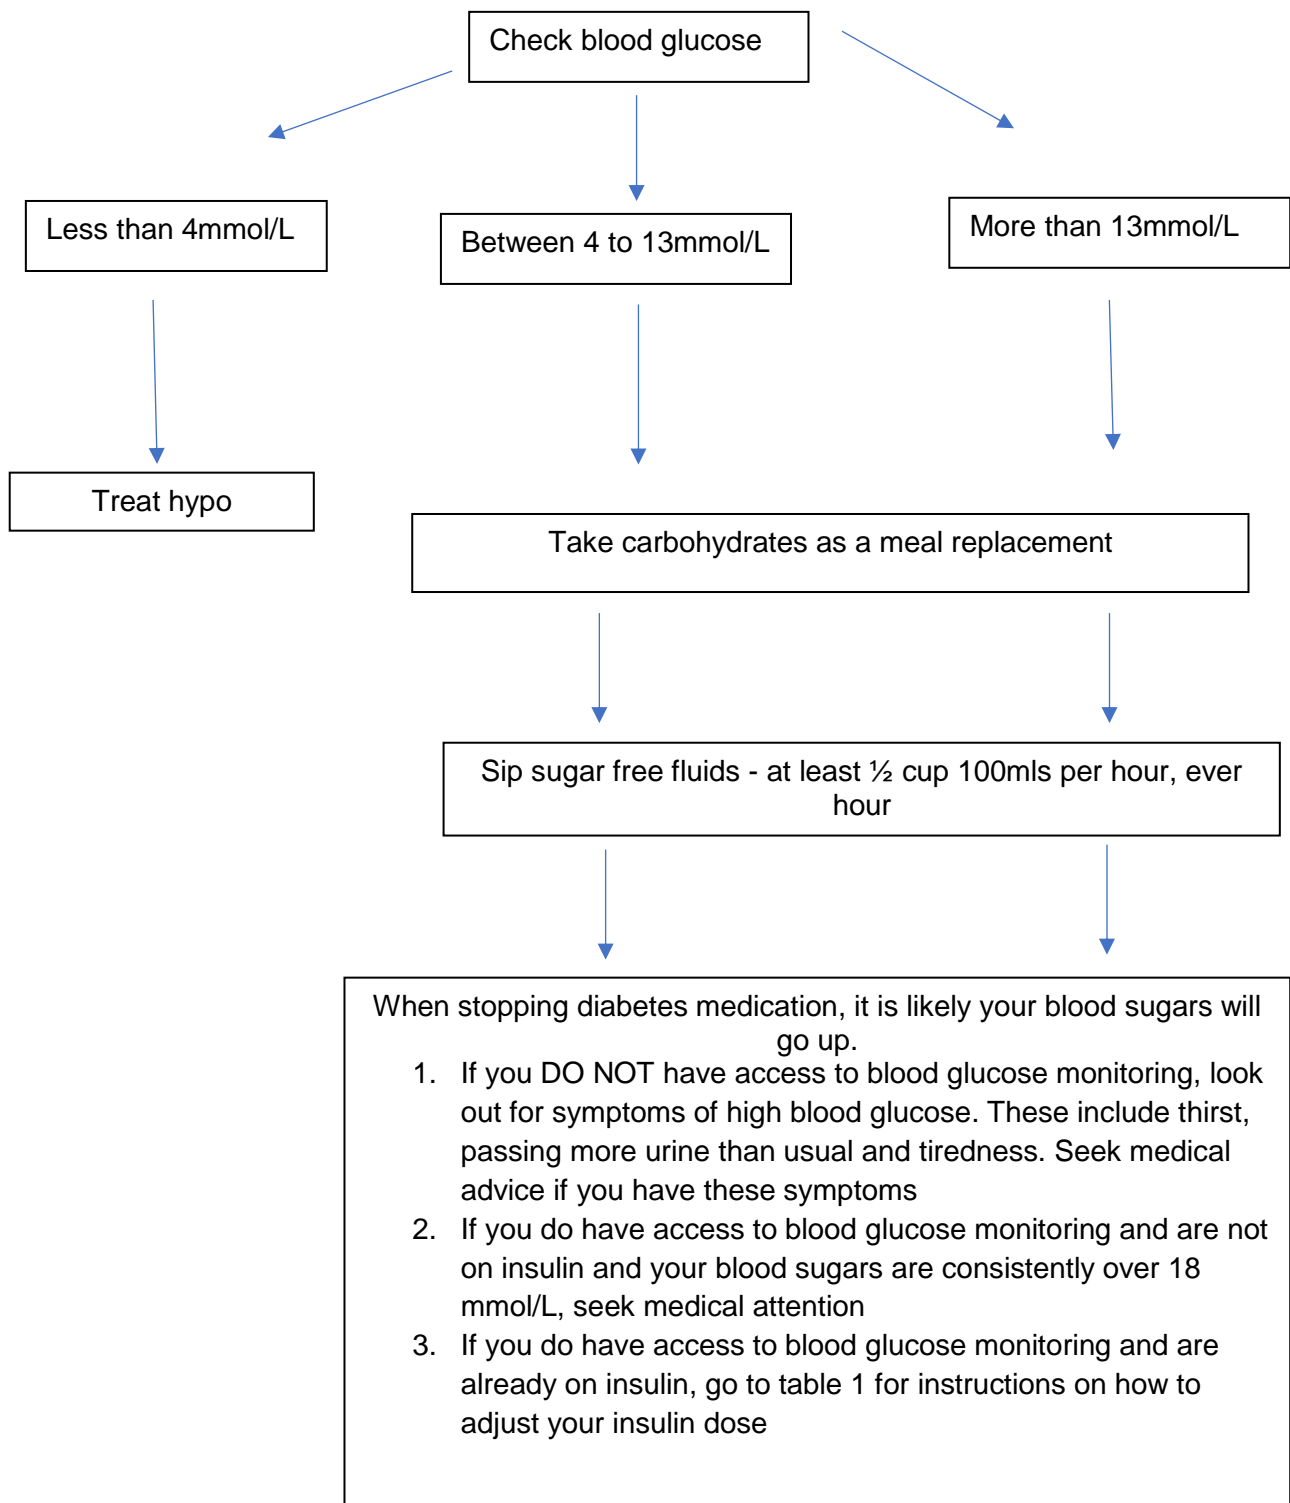 Check blood glucose
Less than 4mmol/L
Between 4 to 13mmol/L
More than 13mmol/L
Treat hypo
Take carbohydrates as a meal replacement
Sip sugar free fluids - at least ½ cup 100mls per hour, ever
hour
When stopping diabetes medication, it is likely your blood sugars will
go up.
1. If you DO NOT have access to blood glucose monitoring, look
out for symptoms of high blood glucose. These include thirst,
passing more urine than usual and tiredness. Seek medical
advice if you have these symptoms
2. If you do have access to blood glucose monitoring and are not
on insulin and your blood sugars are consistently over 18
mmol/L, seek medical attention
3. If you do have access to blood glucose monitoring and are
already on insulin, go to table 1 for instructions on how to
adjust your insulin dose